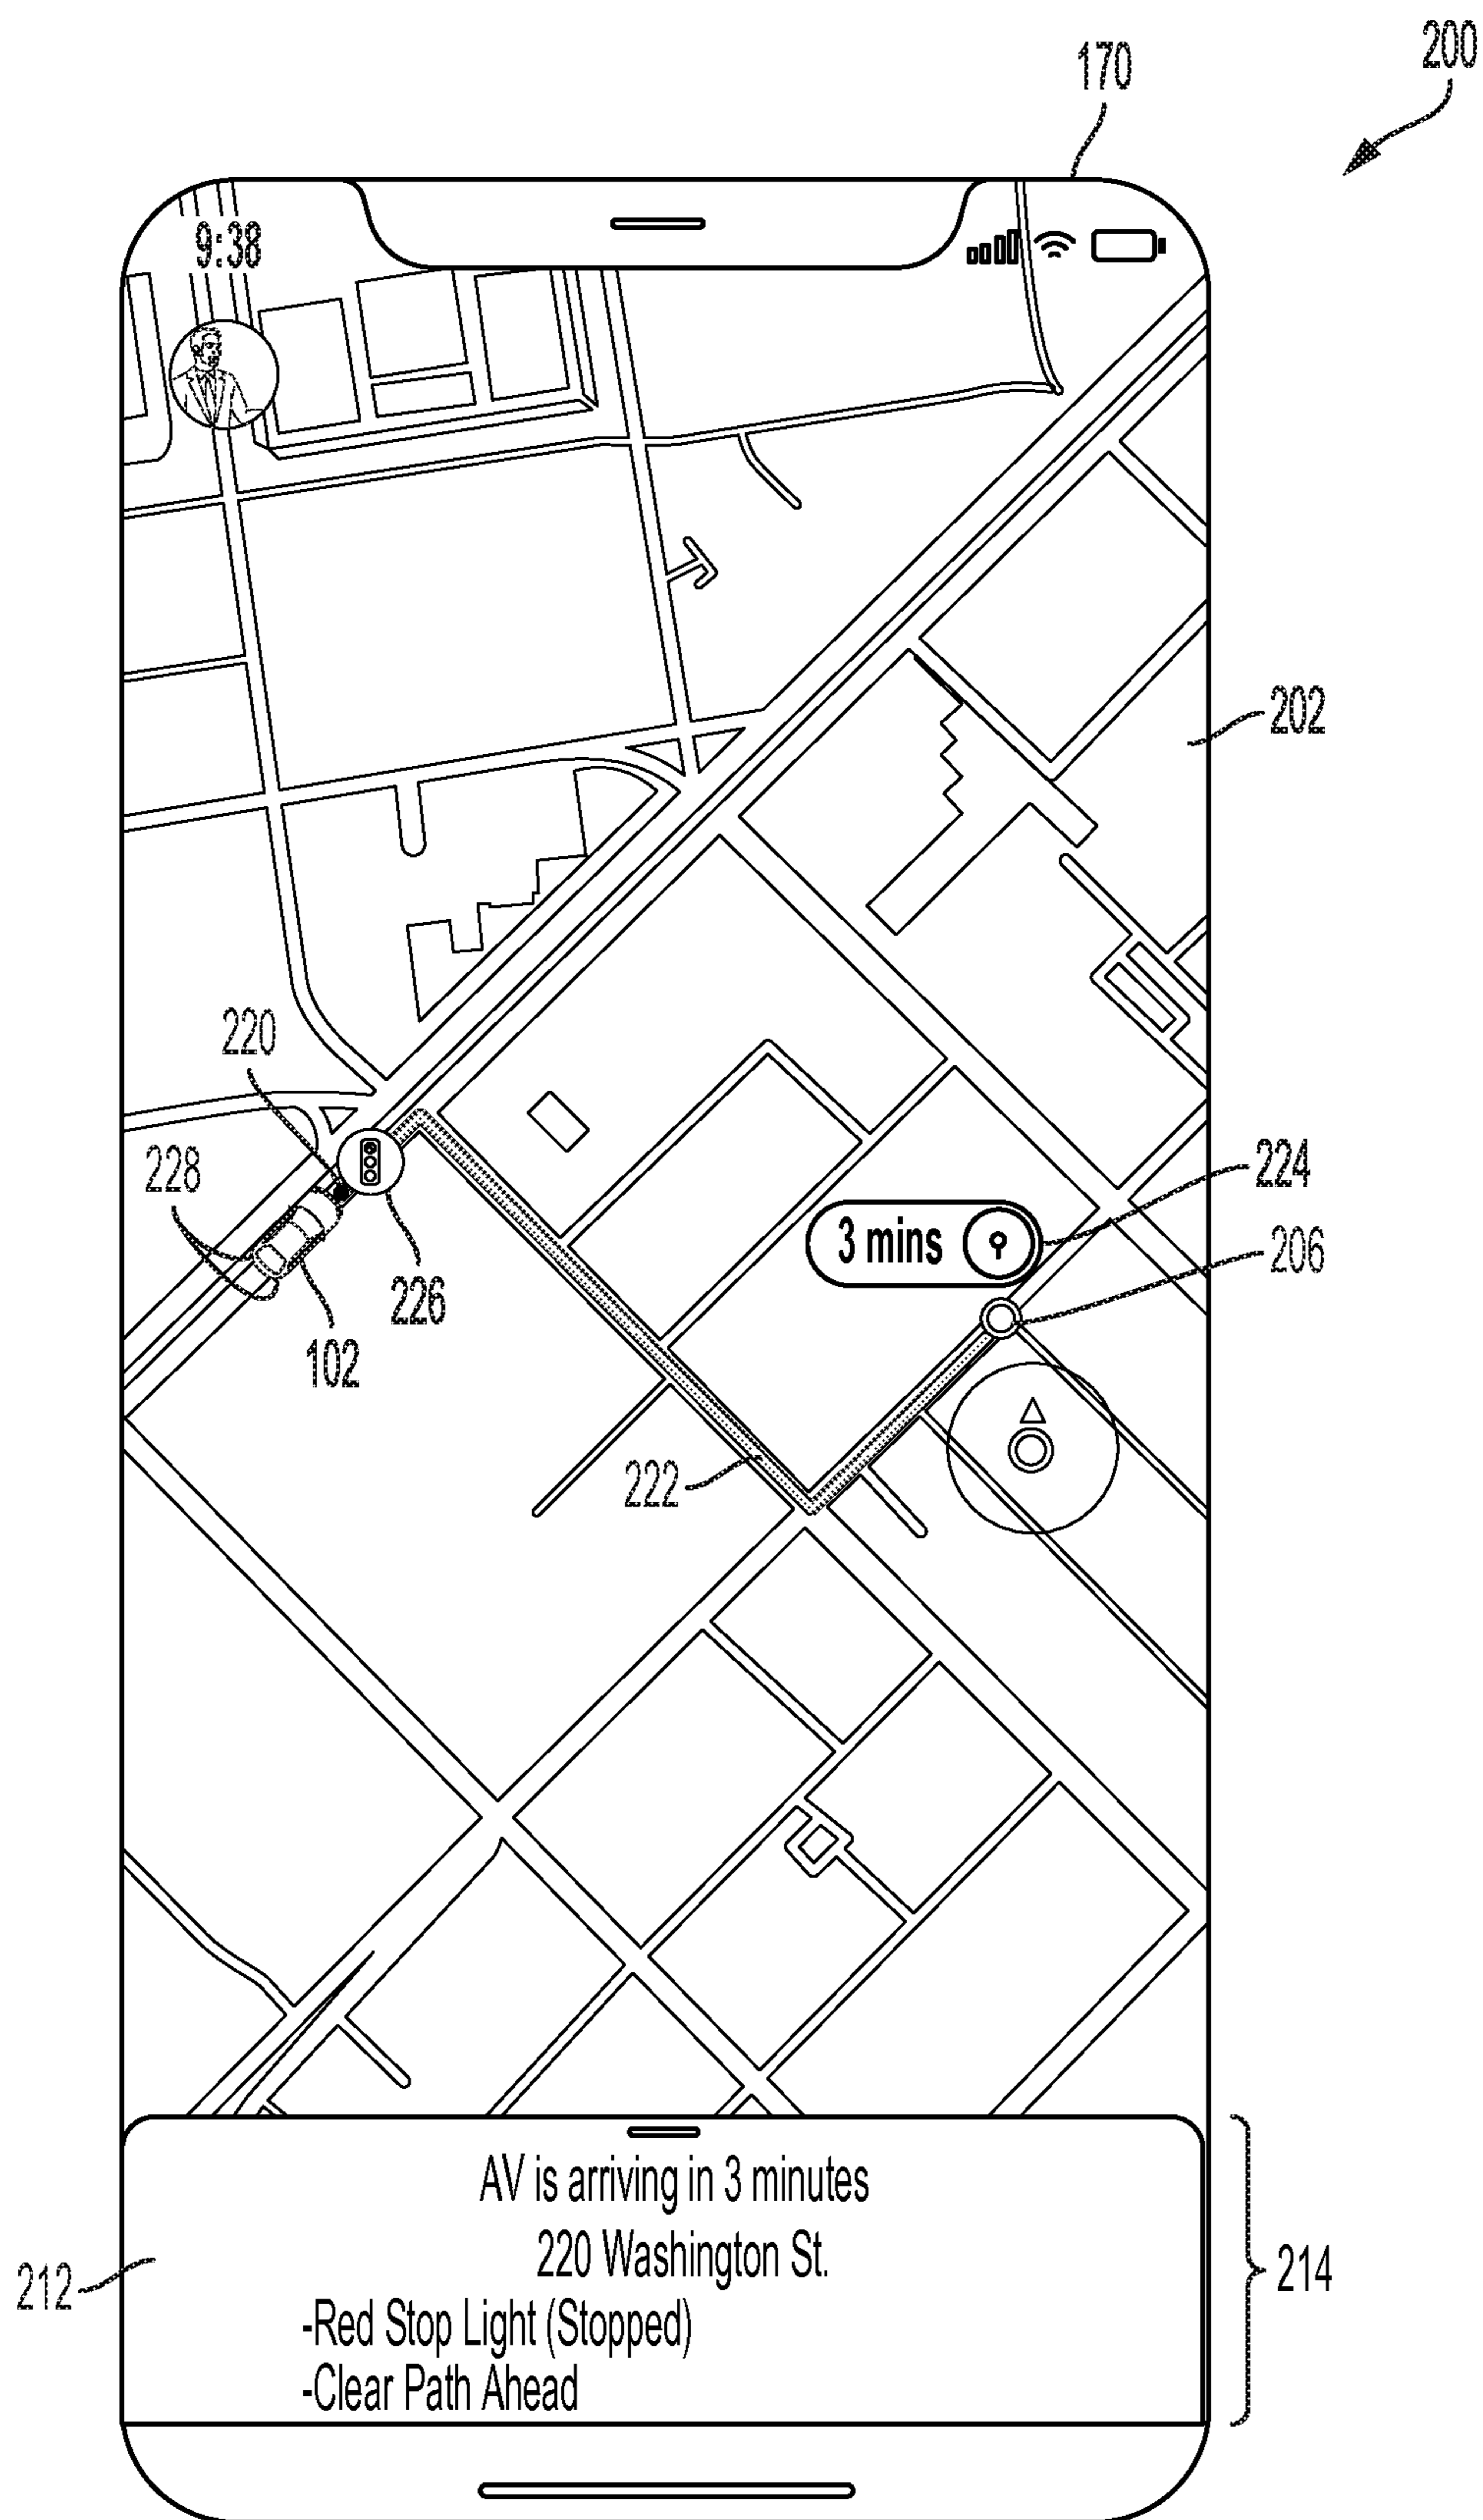 200
170
9:38
202
220
228
224
3 mins
206
226
102
222
AV is arriving in 3 minutes
220 Washington St.
212
214
-Red Stop Light (Stopped)
-Clear Path Ahead